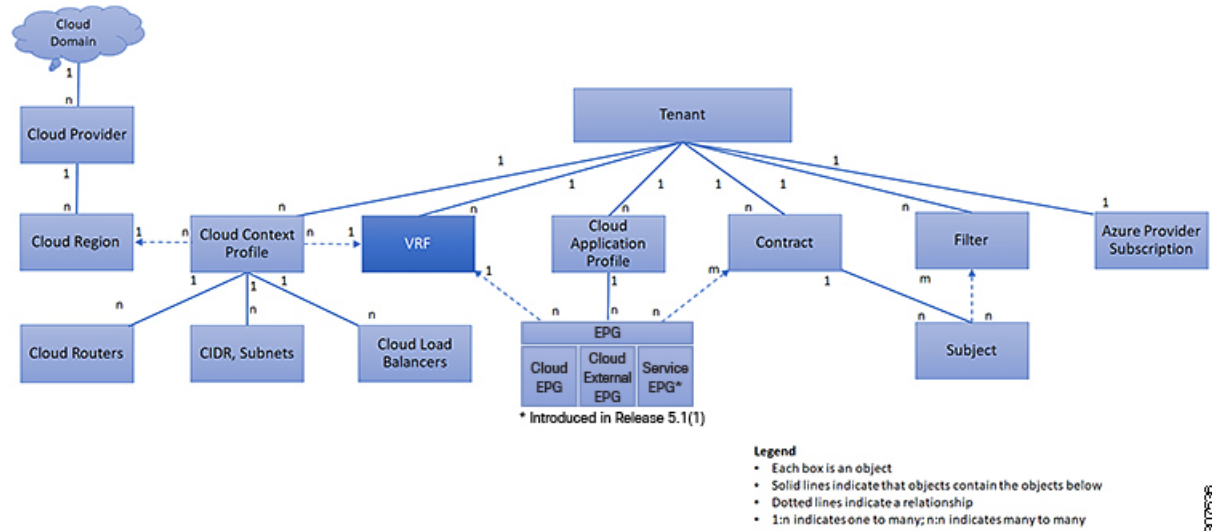 Cloud
Domain
1
n
Cloud Provider
Tenant
1
n
1
1
1
1
1
1
n
n
n
n
n
1
Cloud Region
1
n
Cloud Context
Profile
n
1
VRF
Cloud
Application
Profile
Contract
Filter
Azure Provider
Subscription
1
1
1
1
1
m
1
m
n
n
n
n
n
n
n
n
Cloud Routers
CIDR, Subnets
Cloud Load
Balancers
EPG
Cloud
EPG
Cloud
External
EPG
Service
EPG*
Subject
* Introduced in Release 5.1(1)
Legend
• Each box is an object
• Solid lines indicate that objects contain the objects below
• Dotted lines indicate a relationship
• 1:n indicates one to many; n:n indicates many to many